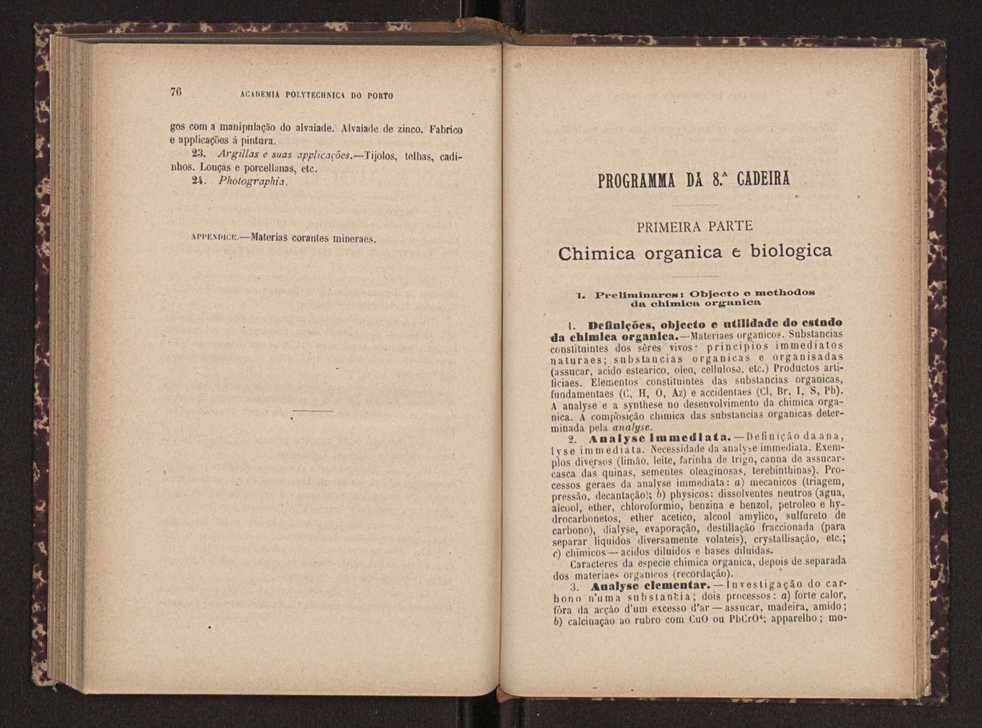 76 ACADEMIA POLYTECHNICA DO PORTO
gos com a manipulação do alvaiade. Alvaiade de zinco. Fabrico
e applicações á pintura.
23. Argillas e suas applicações.—Tijolos, telhas, cadi-
nhos. Louças e porcellanas, etc.
24. Photographia.
APPENDICE.—Materias corantes mineraes.
PROGRAMMA DA 8.ª CADEIRA
PRIMEIRA PARTE
Chimica organica e biologica
I. Preliminares: Objecto e methodos
da chimica organica
1. Definições, objecto e utilidade do estudo
da chimica organica.—Materiaes organicos. Substancias
constituintes dos sêres vivos: principios immediatos
naturaes; substancias organicas e organisadas
(assucar, acido estearico, oleo, cellulose, etc.) Productos arti-
ficiaes. Elementos constituintes das substancias organicas,
fundamentaes (C, H, O, Az) e accidentaes (Cl, Br, I, S, Ph).
A analyse e a synthese no desenvolvimento da chimica orga-
nica. A composição chimica das substancias organicas deter-
minada pela analyse.
2. Analyse immediata.—Definição da ana,
lyse immediata. Necessidade da analyse immediata. Exem-
plos diversos (limão, leite, farinha de trigo, canna de assucar-
casca das quinas, sementes oleaginosas, terebinthina). Pro-
cessos geraes da analyse immediata: a) mecanicos (triagem,
pressão, decantação); b) physicos: dissolventes neutros (agua,
alcool, ether, chloroformio, benzina e benzol, petroleo e hy-
drocarbonetos, ether acetico, alcool amylico, sulfureto de
carbono), dialyse, evaporação, destillação fraccionada (para
separar liquidos diversamente volateis), crystallisação, etc.;
c) chimicos—acidos diluidos e bases diluidas.
Caracteres da especie chimica organica, depois de separada
dos materiaes organicos (recordação).
3. Analyse elementar.—Investigação do car-
bono n'uma substantia; dois processos: a) forte calor,
fóra da acção d'um excesso d'ar—assucar, madeira, amido;
b) calcinação ao rubro com CuO ou PbCrO⁴; apparelho; mo-